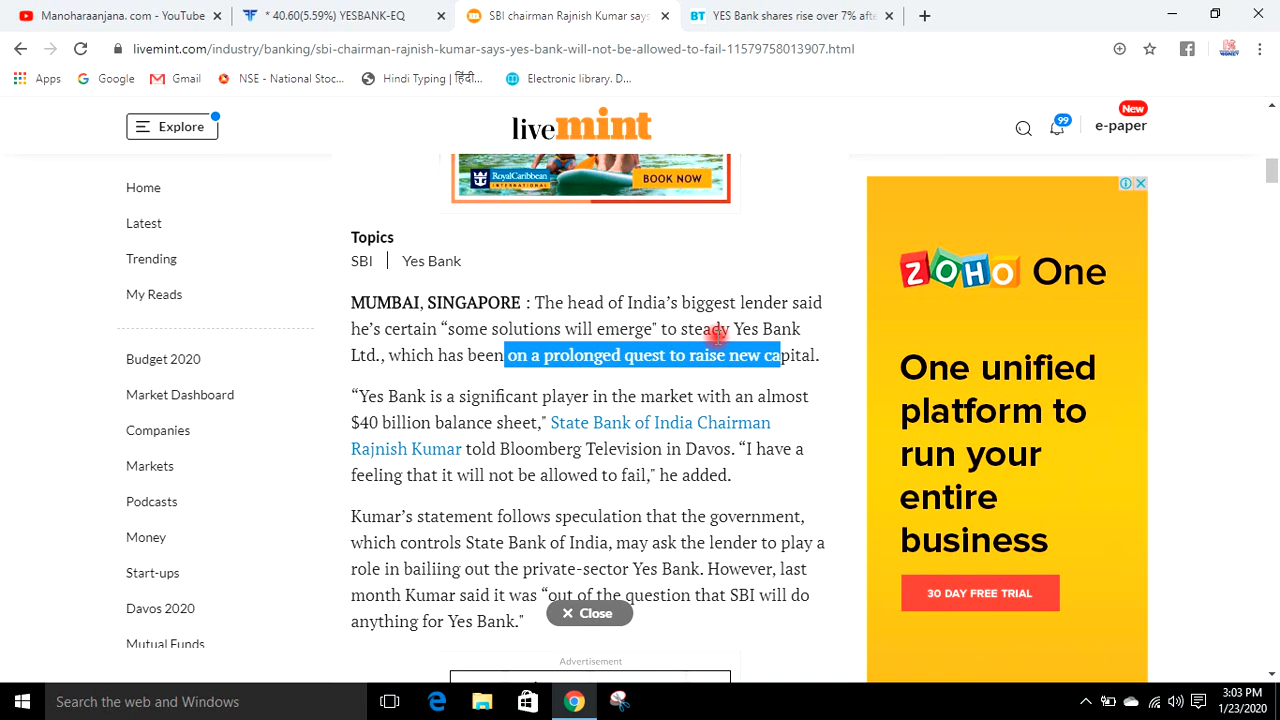 Manoharaanjana. com - YouTube
* 40.60(5.59%) YESBANK-EQ
SBI chairman Rajnish Kumar says
YES Bank shares rise over 7% afte
livemint.com/industry/banking/sbi-chairman-rajnish-kumar-says-yes-bank-will-not-be-allowed-to-fail-11579758013907.html
Apps
Google
Gmail
NSE - National Stoc...
Hindi Typing | हिंदी...
Electronic library. D...
Explore
livemint
99
New
e-paper
RoyalCaribbean
INTERNATIONAL
BOOK NOW
Home
Latest
Trending
My Reads
Budget 2020
Market Dashboard
Companies
Markets
Podcasts
Money
Start-ups
Davos 2020
Mutual Funds
Topics
SBI | Yes Bank
MUMBAI, SINGAPORE : The head of India's biggest lender said
he's certain “some solutions will emerge" to steady Yes Bank
Ltd., which has been on a prolonged quest to raise new capital.
“Yes Bank is a significant player in the market with an almost
$40 billion balance sheet," State Bank of India Chairman
Rajnish Kumar told Bloomberg Television in Davos. “I have a
feeling that it will not be allowed to fail," he added.
Kumar's statement follows speculation that the government,
which controls State Bank of India, may ask the lender to play a
role in bailiing out the private-sector Yes Bank. However, last
month Kumar said it was “out of the question that SBI will do
anything for Yes Bank."
Close
Advertisement
ZOHO One
One unified
platform to
run your
entire
business
30 DAY FREE TRIAL
Search the web and Windows
3:03 PM
1/23/2020